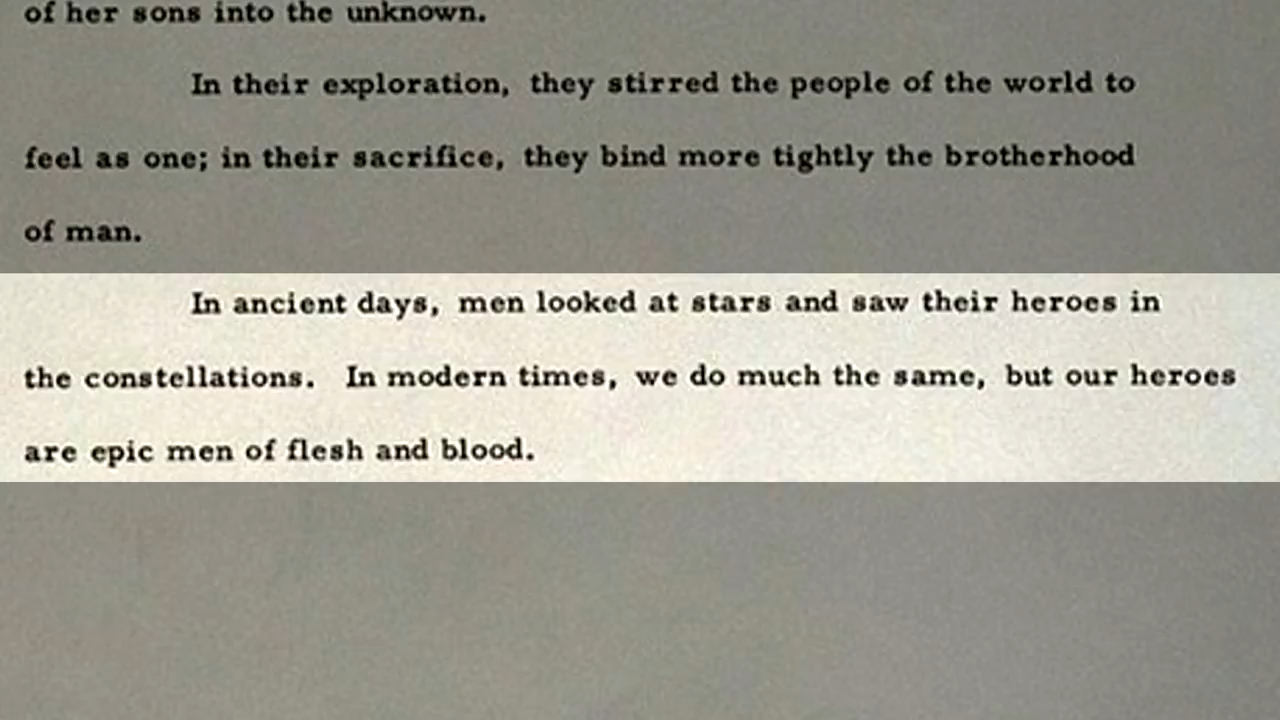 of her sons into the unknown.
In their exploration, they stirred the people of the world to
feel as one; in their sacrifice, they bind more tightly the brotherhood
of man.
In ancient days, men looked at stars and saw their heroes in
the constellations. In modern times, we do much the same, but our heroes
are epic men of flesh and blood.